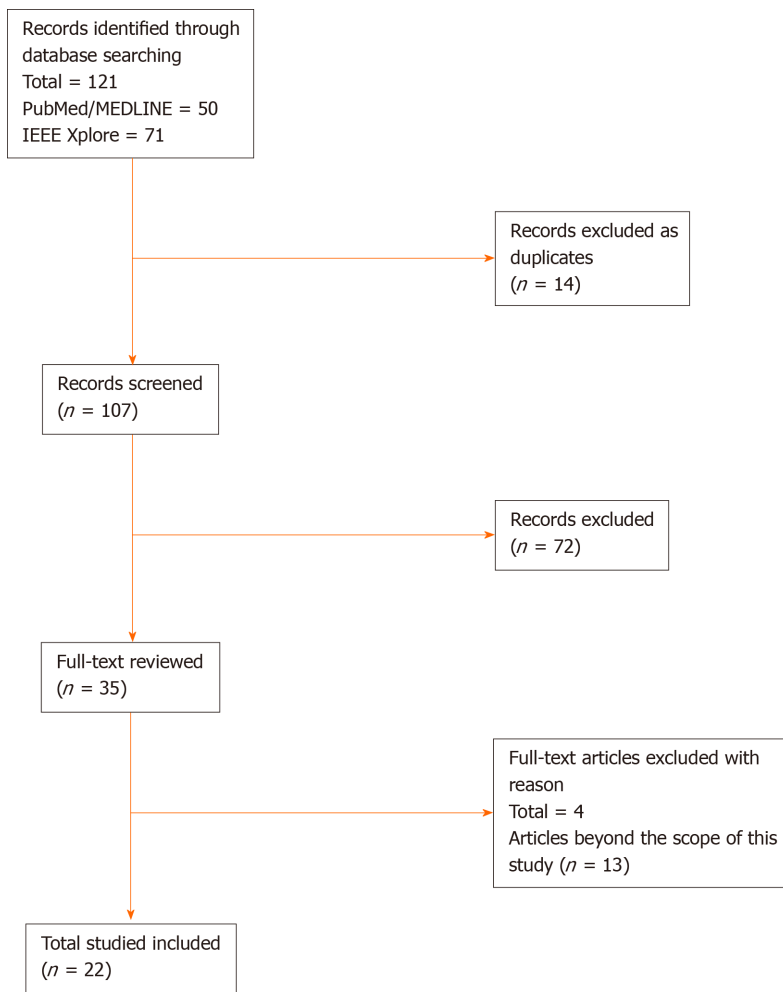 Records identified through
database searching
Total = 121
PubMed/MEDLINE = 50
IEEE Xplore = 71
Records excluded as
duplicates
(n = 14)
Records screened
(n = 107)
Records excluded
(n = 72)
Full-text reviewed
(n = 35)
Full-text articles excluded with
reason
Total = 4
Articles beyond the scope of this
study (n = 13)
Total studied included
(n = 22)